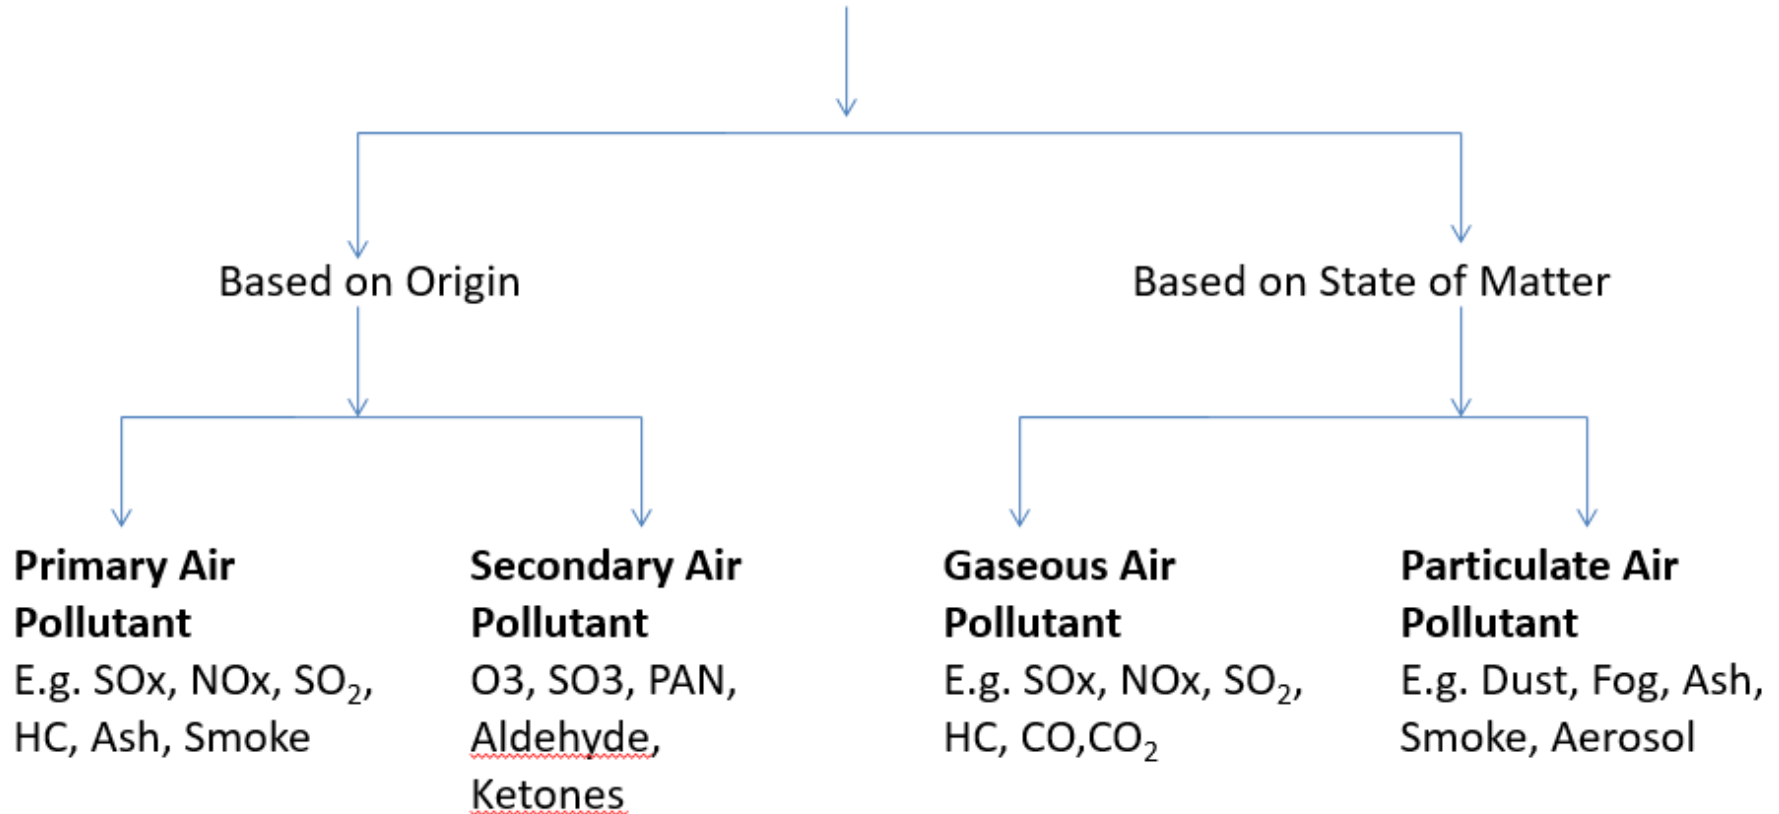 Based on Origin
Based on State of Matter
Primary Air
Pollutant
E.g. SOx, NOx, SO₂,
HC, Ash, Smoke
Secondary Air
Pollutant
O3, SO3, PAN,
Aldehyde,
Ketones
Gaseous Air
Pollutant
E.g. SOx, NOx, SO₂,
HC, CO,CO₂
Particulate Air
Pollutant
E.g. Dust, Fog, Ash,
Smoke, Aerosol